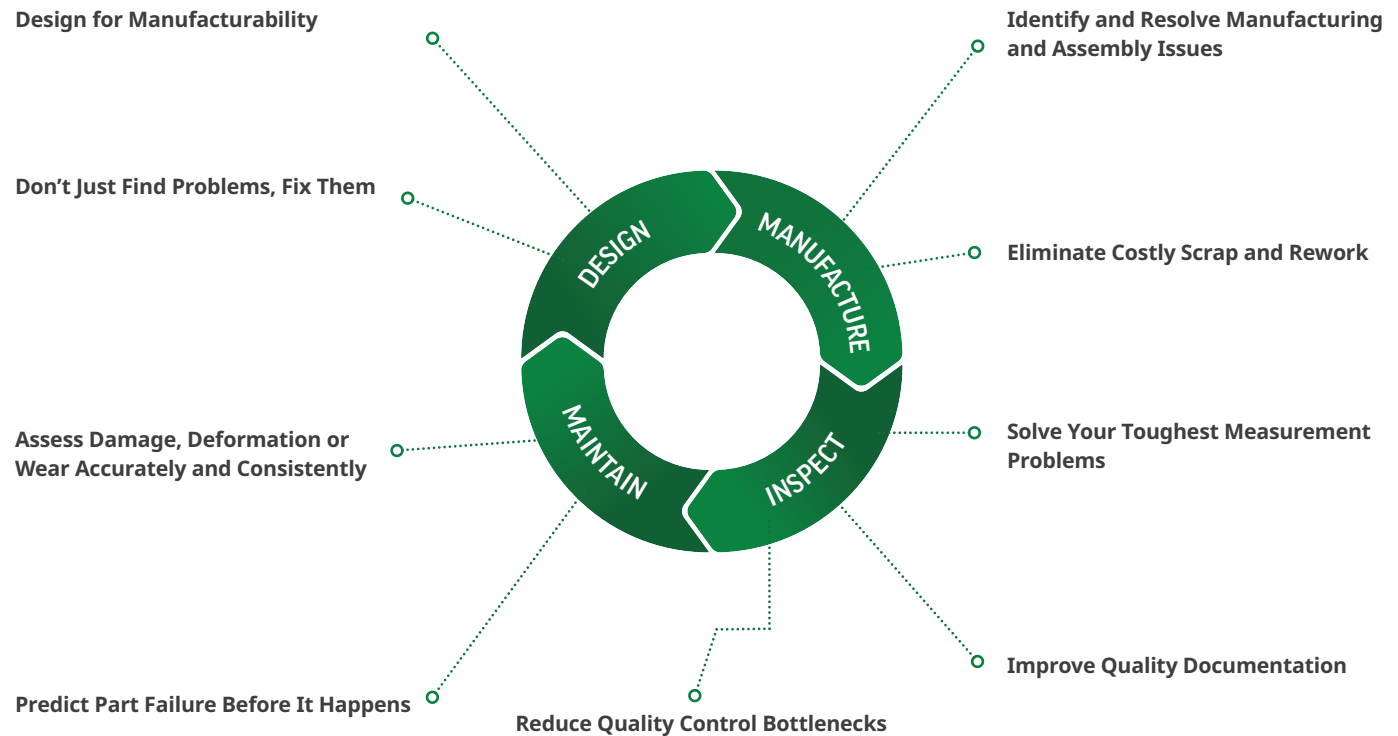 Design for Manufacturability
Identify and Resolve Manufacturing
and Assembly Issues
Don’t Just Find Problems, Fix Them
DESIGN
MANUFACTURE
Eliminate Costly Scrap and Rework
Assess Damage, Deformation or
Wear Accurately and Consistently
MAINTAIN
INSPECT
Solve Your Toughest Measurement
Problems
Improve Quality Documentation
Predict Part Failure Before It Happens
Reduce Quality Control Bottlenecks